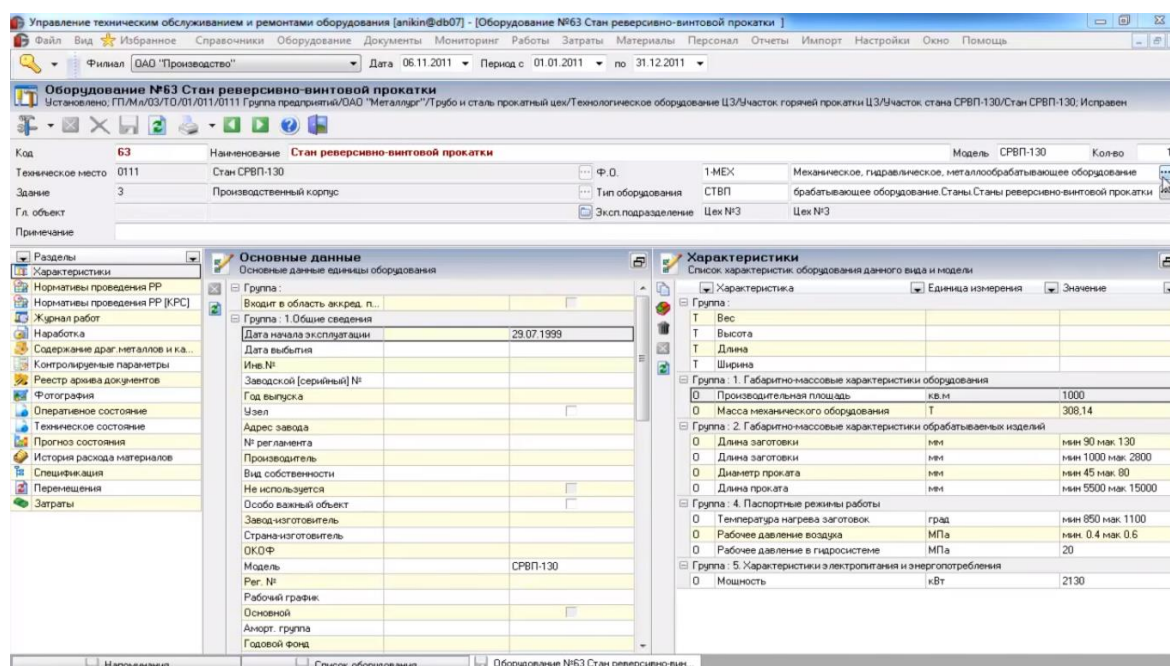 Управление техническим обслуживанием и ремонтами оборудования [anikin@db07] - [Оборудование №63 Стан реверсивно-винтовой прокатки ]
Файл Вид Избранное Справочники Оборудование Документы Мониторинг Работы Затраты Материалы Персонал Отчеты Импорт Настройки Окно Помощь
Филиал ОАО "Производство" Дата 06.11.2011 Период с 01.01.2011 по 31.12.2011
Оборудование №63 Стан реверсивно-винтовой прокатки
Установлено; ГП/Мл/03/ТО/01/011/0111 Группа предприятий/ОАО "Металлург"/Трубо и сталь прокатный цех/Технологическое оборудование ЦЗ/Участок горячей прокатки ЦЗ/Участок стана СРВП-130/Стан СРВП-130; Исправен
Код 63 Наименование Стан реверсивно-винтовой прокатки Модель СРВП-130 Кол-во 1
Техническое место 0111 Стан СРВП-130 Ф.О. 1-МЕХ Механическое, гидравлическое, металлообрабатывающее оборудование
Здание 3 Производственный корпус Тип оборудования СТВП брабатывающее оборудование.Станы.Станы реверсивно-винтовой прокатки
Гл. объект Эксп.подразделение Цех №3 Цех №3
Примечание
Разделы
Характеристики
Нормативы проведения РР
Нормативы проведения РР [КРС]
Журнал работ
Наработка
Содержание драг.металлов и ка...
Контролируемые параметры
Реестр архива документов
Фотография
Оперативное состояние
Техническое состояние
Прогноз состояния
История расхода материалов
Спецификация
Перемещения
Затраты
Основные данные
Основные данные единицы оборудования
Группа :
Входит в область аккред. п...
Группа : 1.Общие сведения
Дата начала эксплуатации 29.07.1999
Дата выбытия
Инв.№
Заводской [серийный] №
Год выпуска
Узел
Адрес завода
№ регламента
Производитель
Вид собственности
Не используется
Особо важный объект
Завод-изготовитель
Страна-изготовитель
ОКОФ
Модель СРВП-130
Рег. №
Рабочий график
Основной
Аморт. группа
Годовой фонд
Характеристики
Список характеристик оборудования данного вида и модели
Характеристика Единица измерения Значение
Группа :
Т Вес
Т Высота
Т Длина
Т Ширина
Группа : 1. Габаритно-массовые характеристики оборудования
О Производительная площадь кв.м 1000
О Масса механического оборудования Т 308,14
Группа : 2. Габаритно-массовые характеристики обрабатываемых изделий
О Длина заготовки мм мин 90 мак 130
О Длина заготовки мм мин 1000 мак 2800
О Диаметр проката мм мин 45 мак 80
О Длина проката мм мин 5500 мак 15000
Группа : 4. Паспортные режимы работы
О Температура нагрева заготовок град мин 850 мак 1100
О Рабочее давление воздуха МПа мин. 0.4 мак 0.6
О Рабочее давление в гидросистеме МПа 20
Группа : 5. Характеристики электропитания и энергопотребления
О Мощность кВт 2130
Напоминания Список оборудования Оборудование №63 Стан реверсивно-вин...